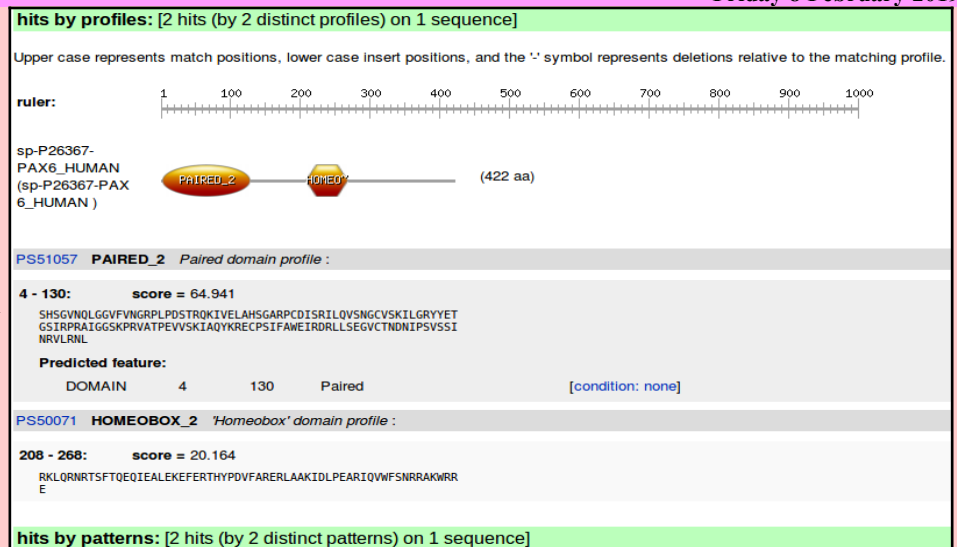 hits by profiles: [2 hits (by 2 distinct profiles) on 1 sequence]
Upper case represents match positions, lower case insert positions, and the '-' symbol represents deletions relative to the matching profile.
ruler:
1 100 200 300 400 500 600 700 800 900 1000
sp-P26367-
PAX6_HUMAN
(sp-P26367-PAX
6_HUMAN )
PAIRED_2
(422 aa)
PS51057 PAIRED_2 Paired domain profile :
4 - 130: score = 64.941
SHSGVNQLGGVFVNGRPLPDSTRQKIVELAHSGARPCDISRILQVSNGCVSKILGRYYET
GSIRPRAIGGSKPRVATPEVVSKIAQYKRECPSIFAWEIRDRLLSEGVCTNDNIPSVSSI
NRVLRNL
Predicted feature:
DOMAIN 4 130 Paired [condition: none]
PS50071 HOMEOBOX_2 'Homeobox' domain profile :
208 - 268: score = 20.164
RKLQRNRTSFTQEQIEALEKEFERTHYPDVFARERLAAKIDLPEARIQVWFSNRRAKWRR
E
hits by patterns: [2 hits (by 2 distinct patterns) on 1 sequence]